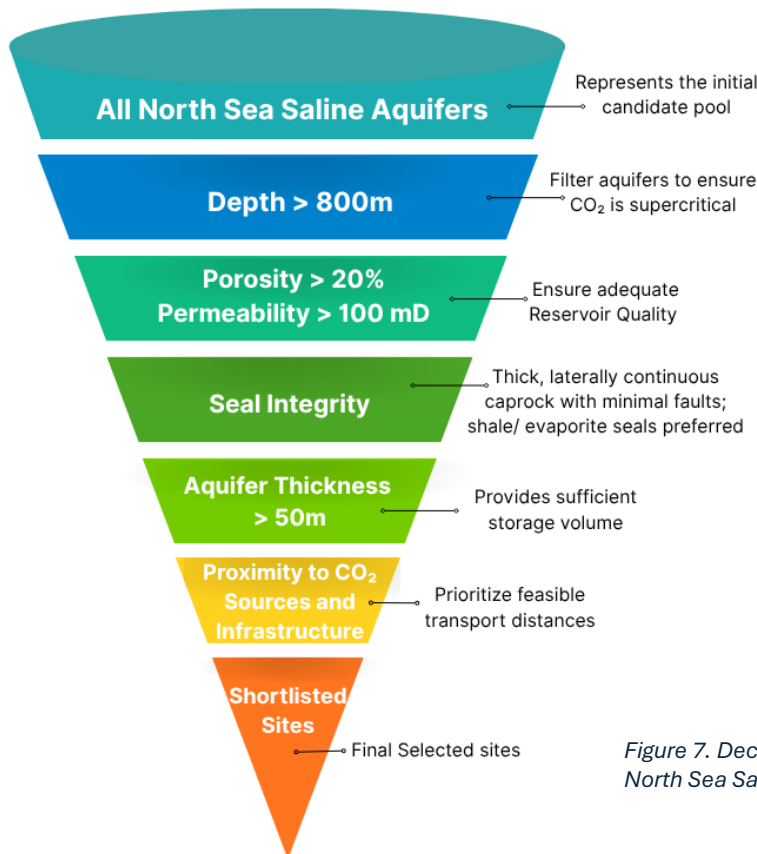 All North Sea Saline Aquifers
Represents the initial
candidate pool
Depth > 800m
Filter aquifers to ensure
CO₂ is supercritical
Porosity > 20%
Permeability > 100 mD
Ensure adequate
Reservoir Quality
Seal Integrity
Thick, laterally continuous
caprock with minimal faults;
shale/ evaporite seals preferred
Aquifer Thickness
> 50m
Provides sufficient
storage volume
Proximity to CO₂
Sources and
Infrastructure
Prioritize feasible
transport distances
Shortlisted
Sites
Final Selected sites
Figure 7. Dec
North Sea Sa